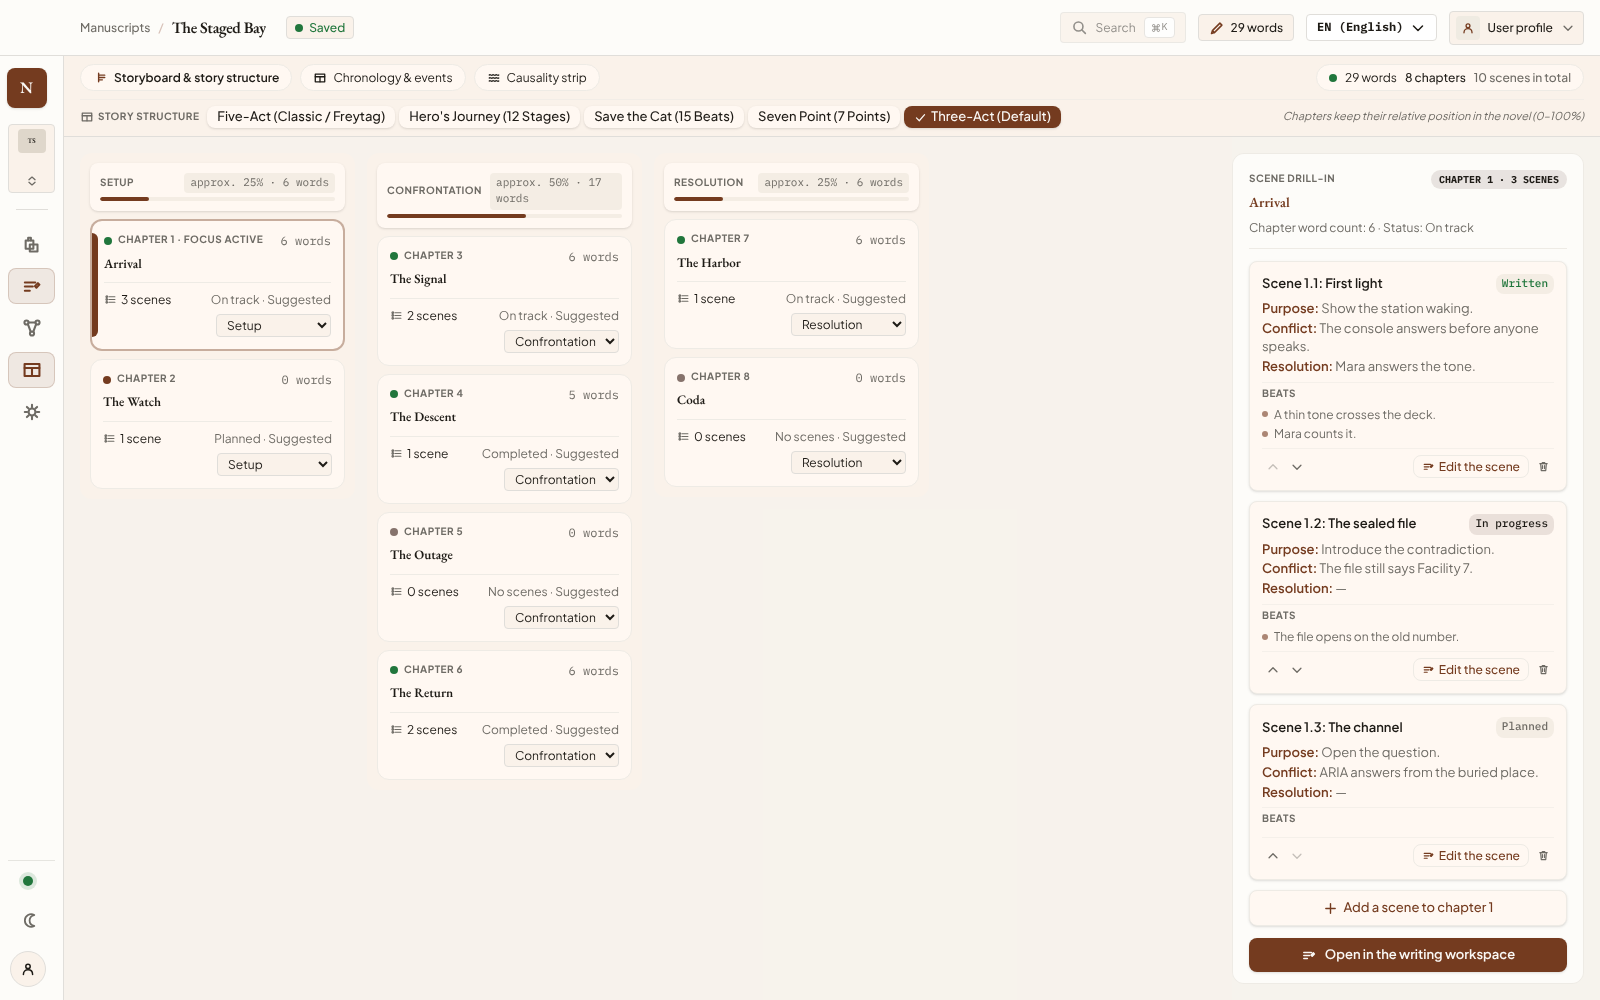 Manuscripts / The Staged Bay
Saved
Search ⌘K
29 words
EN (English)
User profile
N
TS
Storyboard & story structure
Chronology & events
Causality strip
29 words 8 chapters 10 scenes in total
STORY STRUCTURE
Five-Act (Classic / Freytag)
Hero's Journey (12 Stages)
Save the Cat (15 Beats)
Seven Point (7 Points)
Three-Act (Default)
Chapters keep their relative position in the novel (0–100%)
SETUP
approx. 25% · 6 words
CHAPTER 1 · FOCUS ACTIVE 6 words
Arrival
3 scenes On track · Suggested
Setup
CHAPTER 2 0 words
The Watch
1 scene Planned · Suggested
Setup
CONFRONTATION
approx. 50% · 17
words
CHAPTER 3 6 words
The Signal
2 scenes On track · Suggested
Confrontation
CHAPTER 4 5 words
The Descent
1 scene Completed · Suggested
Confrontation
CHAPTER 5 0 words
The Outage
0 scenes No scenes · Suggested
Confrontation
CHAPTER 6 6 words
The Return
2 scenes Completed · Suggested
Confrontation
RESOLUTION
approx. 25% · 6 words
CHAPTER 7 6 words
The Harbor
1 scene On track · Suggested
Resolution
CHAPTER 8 0 words
Coda
0 scenes No scenes · Suggested
Resolution
SCENE DRILL-IN CHAPTER 1 · 3 SCENES
Arrival
Chapter word count: 6 · Status: On track
Scene 1.1: First light Written
Purpose: Show the station waking.
Conflict: The console answers before anyone
speaks.
Resolution: Mara answers the tone.
BEATS
A thin tone crosses the deck.
Mara counts it.
Edit the scene
Scene 1.2: The sealed file In progress
Purpose: Introduce the contradiction.
Conflict: The file still says Facility 7.
Resolution: —
BEATS
The file opens on the old number.
Edit the scene
Scene 1.3: The channel Planned
Purpose: Open the question.
Conflict: ARIA answers from the buried place.
Resolution: —
BEATS
Edit the scene
Add a scene to chapter 1
Open in the writing workspace